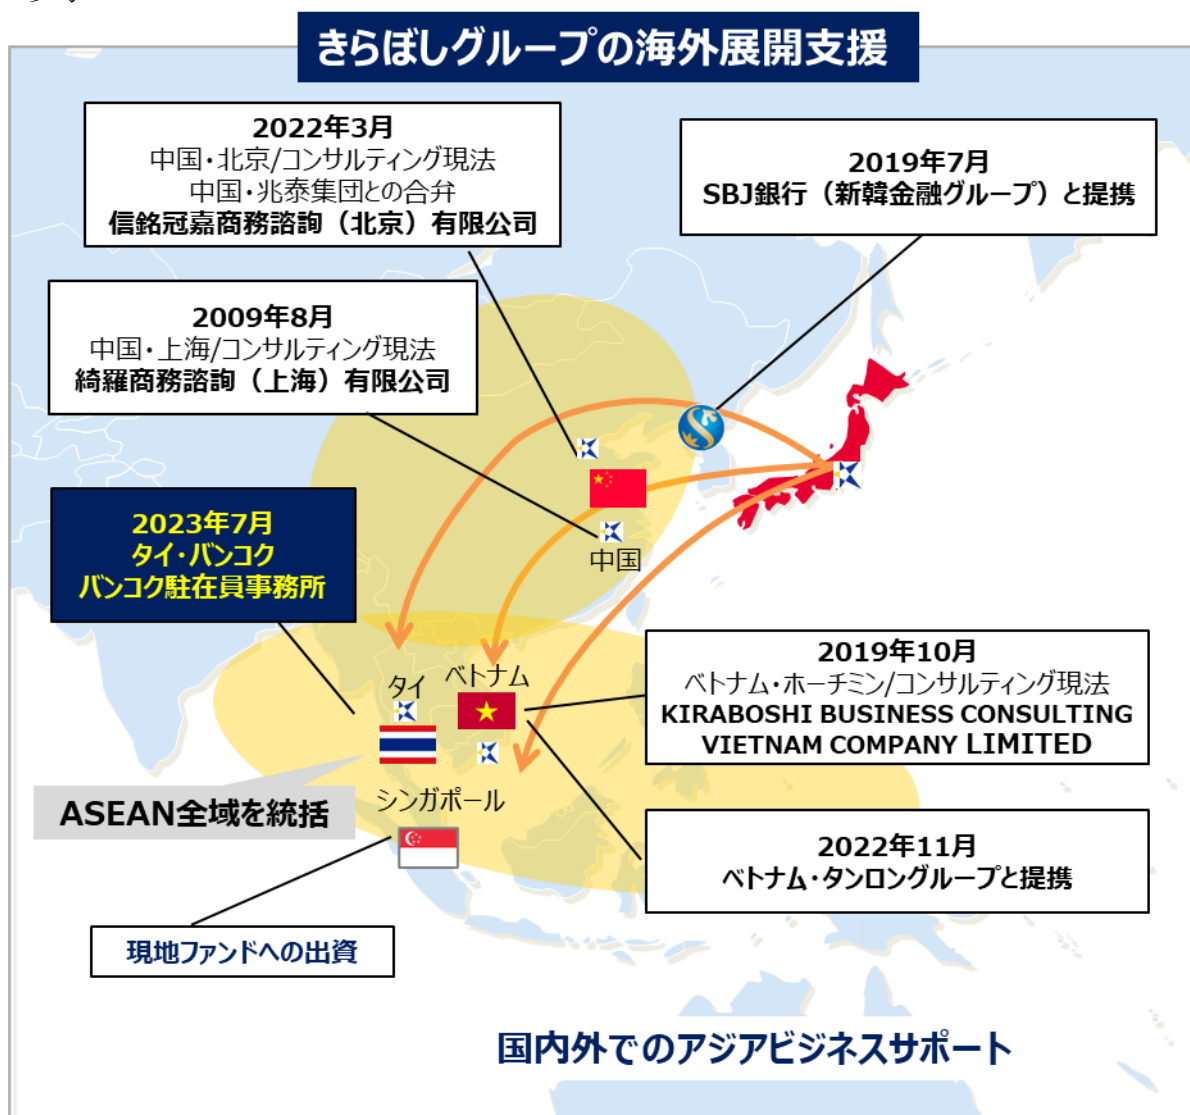 きらぼしグループの海外展開支援
2022年3月
中国・北京/コンサルティング現法
中国・兆泰集団との合弁
信銘冠嘉商務諮詢（北京）有限公司
2019年7月
SBJ銀行（新韓金融グループ）と提携
2009年8月
中国・上海/コンサルティング現法
綺羅商務諮詢（上海）有限公司
2023年7月
タイ・バンコク
バンコク駐在員事務所
中国
タイ
ベトナム
2019年10月
ベトナム・ホーチミン/コンサルティング現法
KIRABOSHI BUSINESS CONSULTING
VIETNAM COMPANY LIMITED
ASEAN全域を統括
シンガポール
2022年11月
ベトナム・タンロングループと提携
現地ファンドへの出資
国内外でのアジアビジネスサポート